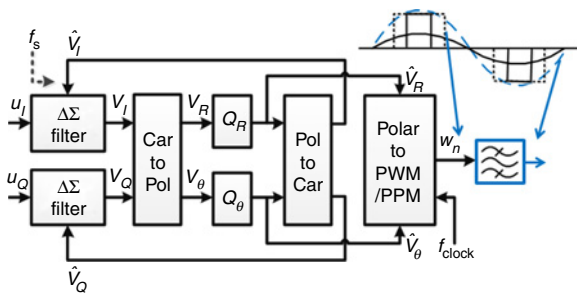 f_s
V̂_I
V̂_R
u_I
ΔΣ filter
V_I
Car to Pol
V_R
Q_R
Pol to Car
Polar to PWM /PPM
w_n
u_Q
ΔΣ filter
V_Q
V_θ
Q_θ
V̂_Q
V̂_θ
f_clock